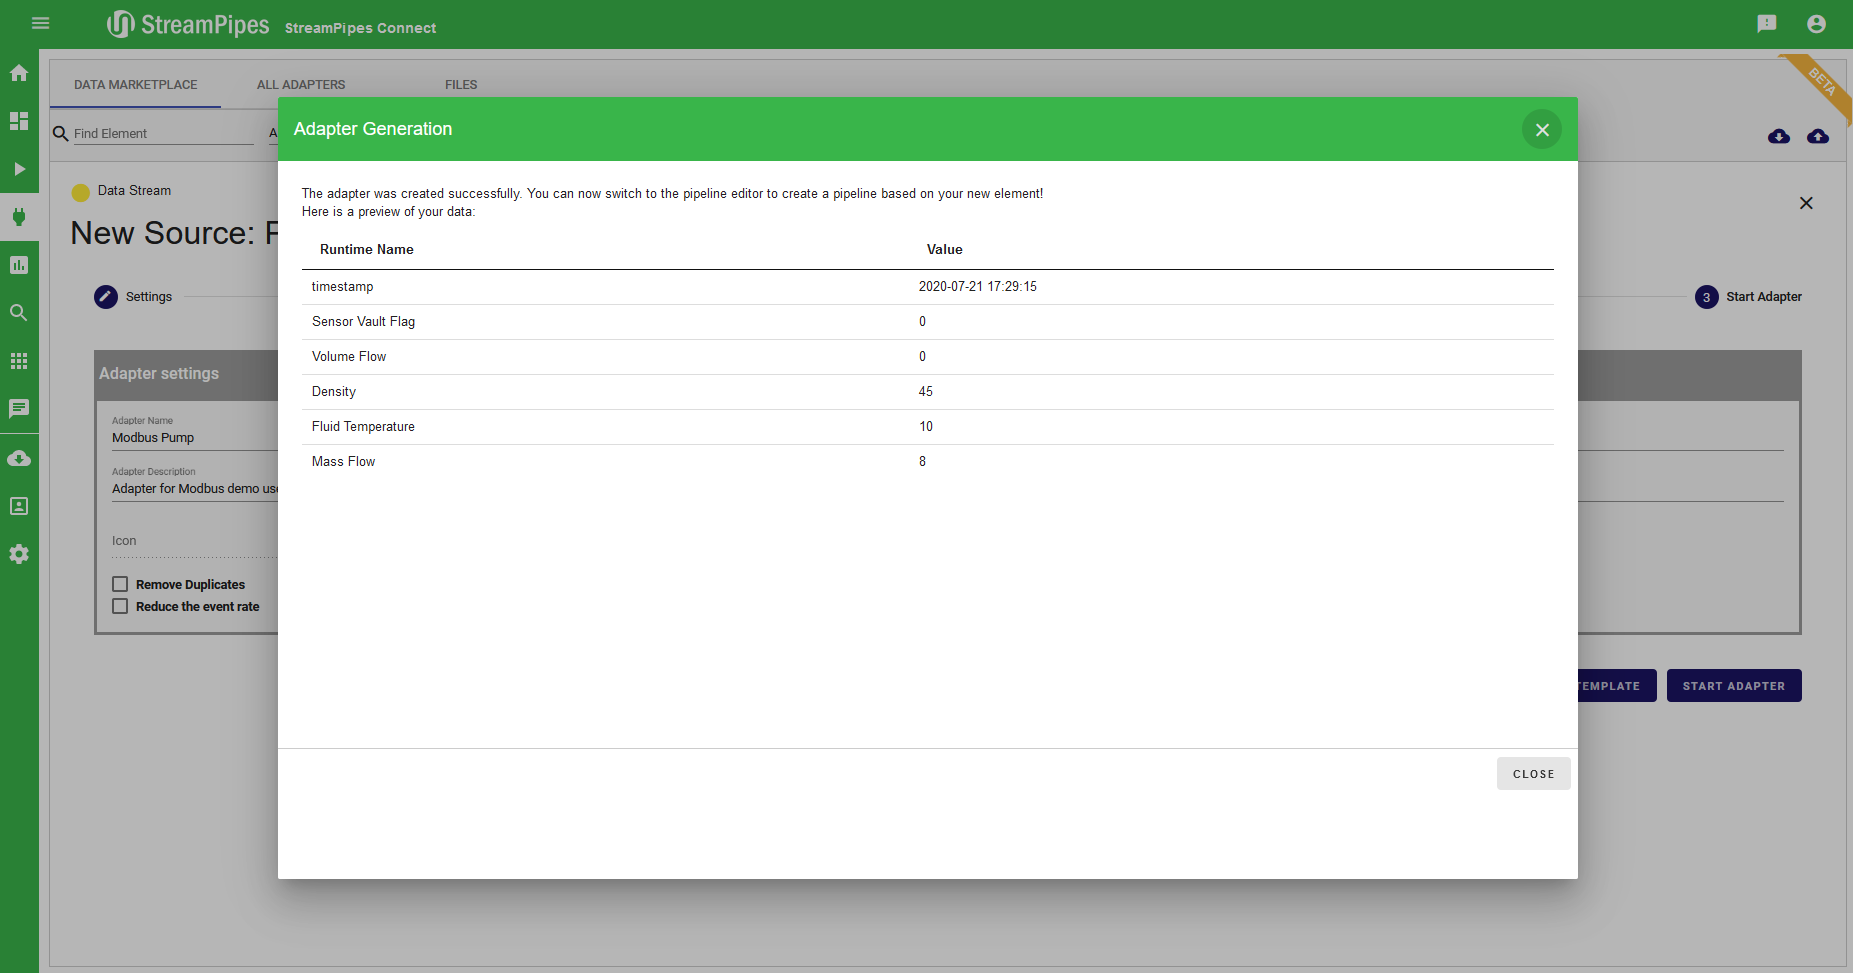 StreamPipes StreamPipes Connect
BETA
DATA MARKETPLACE ALL ADAPTERS FILES
Find Element A
Data Stream
New Source: F
Settings
3 Start Adapter
Adapter settings
Adapter Name
Modbus Pump
Adapter Description
Adapter for Modbus demo use
Icon
Remove Duplicates
Reduce the event rate
TEMPLATE START ADAPTER
Adapter Generation
The adapter was created successfully. You can now switch to the pipeline editor to create a pipeline based on your new element!
Here is a preview of your data:
Runtime Name Value
timestamp 2020-07-21 17:29:15
Sensor Vault Flag 0
Volume Flow 0
Density 45
Fluid Temperature 10
Mass Flow 8
CLOSE